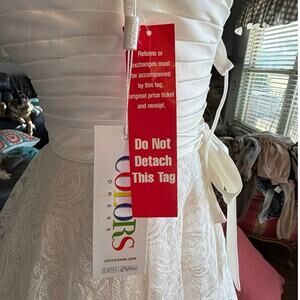 Returns or
exchanges must
be accompanied
by this tag,
original price ticket
and receipt.
Do Not
Detach
This Tag
COLORS
DRESS
colorsdress.com